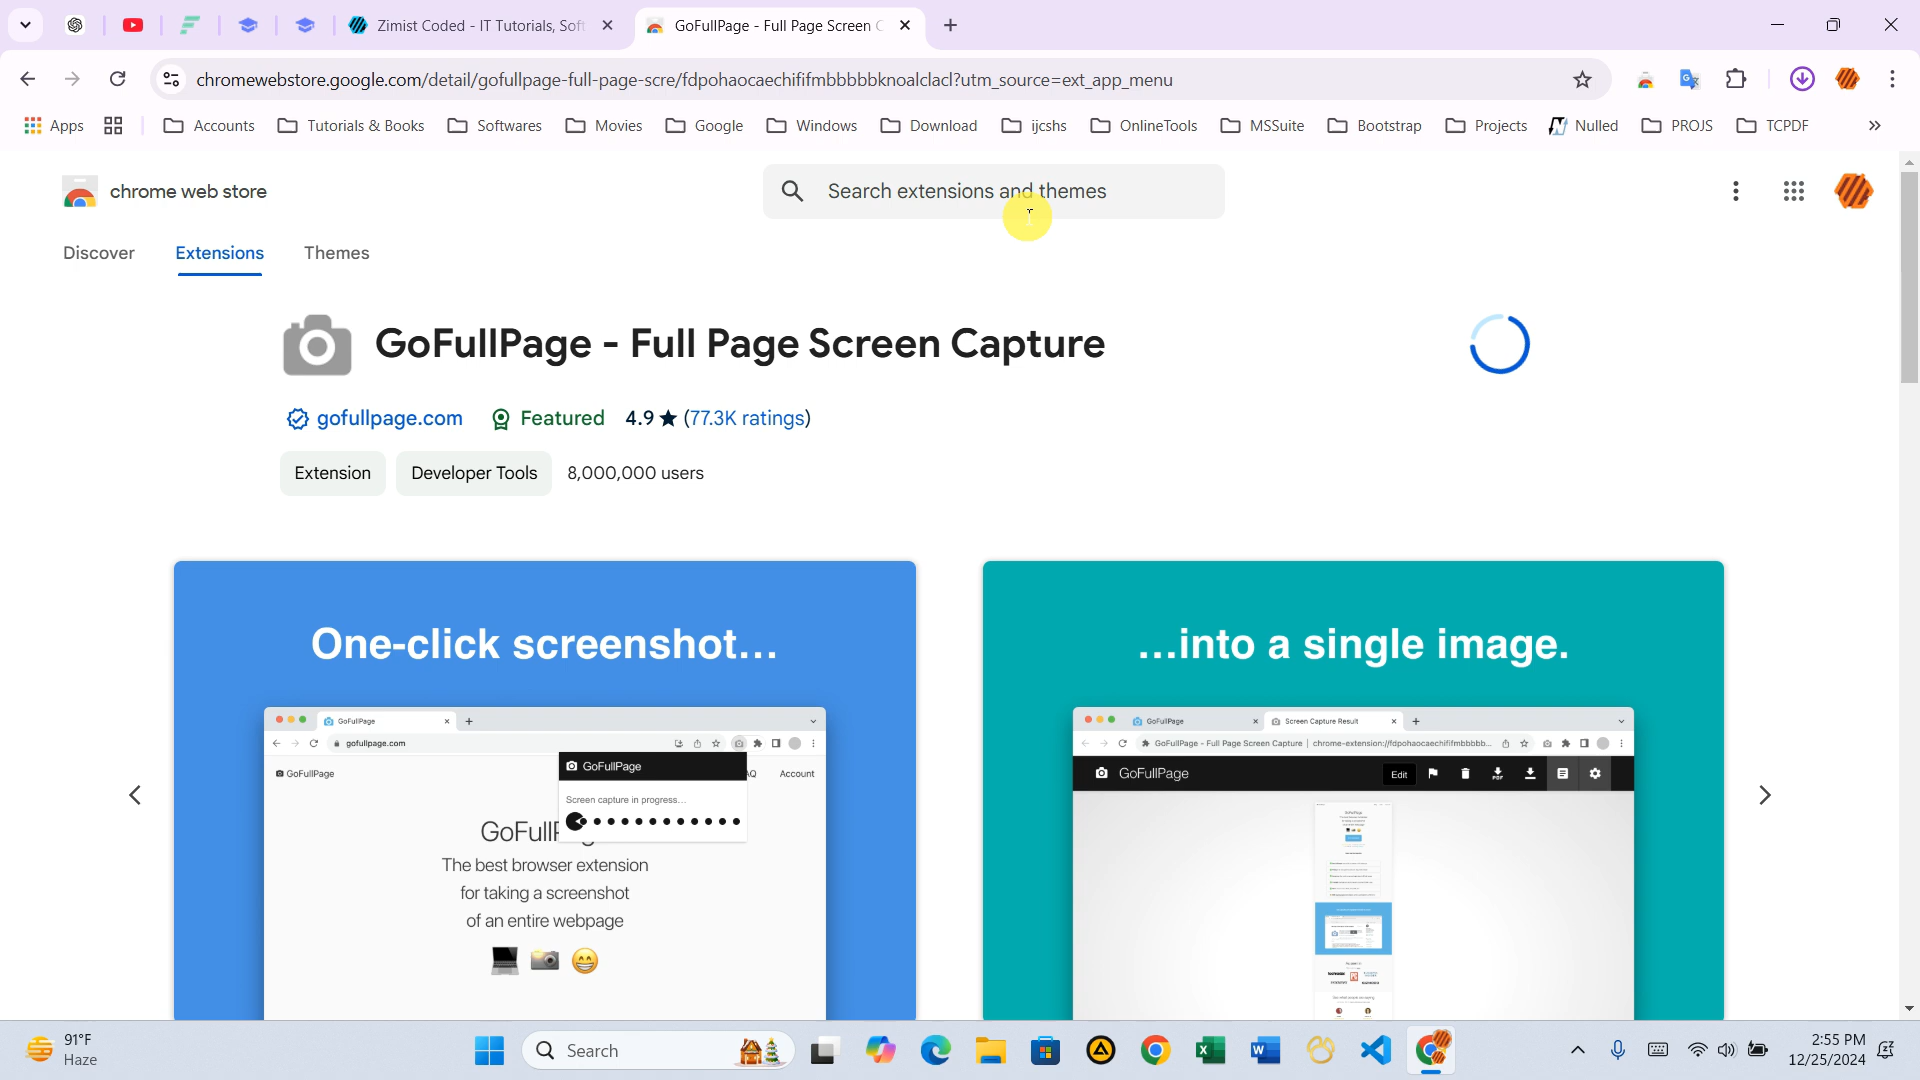 Zimist Coded - IT Tutorials, Soft
GoFullPage - Full Page Screen C
chromewebstore.google.com/detail/gofullpage-full-page-scre/fdpohaocaechififmbbbbbknoalclacl?utm_source=ext_app_menu
Apps Accounts Tutorials & Books Softwares Movies Google Windows Download ijcshs OnlineTools MSSuite Bootstrap Projects Nulled PROJS TCPDF
chrome web store
Search extensions and themes
Discover Extensions Themes
GoFullPage - Full Page Screen Capture
gofullpage.com Featured 4.9 ★ (77.3K ratings)
Extension Developer Tools 8,000,000 users
One-click screenshot...
GoFullPage
gofullpage.com
GoFullPage
GoFullPage
AQ Account
Screen capture in progress...
The best browser extension
for taking a screenshot
of an entire webpage
...into a single image.
GoFullPage Screen Capture Result
GoFullPage - Full Page Screen Capture | chrome-extension://fdpohaocaechififmbbbbb...
GoFullPage Edit
91°F
Haze
Search
2:55 PM
12/25/2024